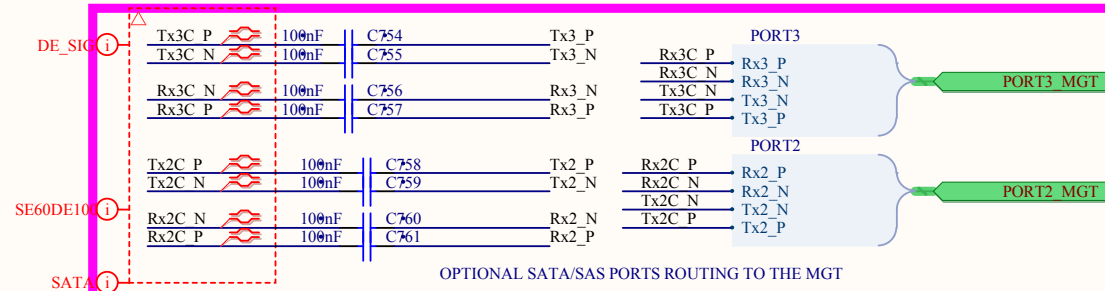 DE_SIG
Tx3C_P 100nF C754 Tx3_P
Tx3C_N 100nF C755 Tx3_N
Rx3C_N 100nF C756 Rx3_N
Rx3C_P 100nF C757 Rx3_P
PORT3
Rx3C_P Rx3_P
Rx3C_N Rx3_N
Tx3C_N Tx3_N
Tx3C_P Tx3_P
PORT3_MGT
SE60DE100
Tx2C_P 100nF C758 Tx2_P
Tx2C_N 100nF C759 Tx2_N
Rx2C_N 100nF C760 Rx2_N
Rx2C_P 100nF C761 Rx2_P
PORT2
Rx2C_P Rx2_P
Rx2C_N Rx2_N
Tx2C_N Tx2_N
Tx2C_P Tx2_P
PORT2_MGT
SATA
OPTIONAL SATA/SAS PORTS ROUTING TO THE MGT